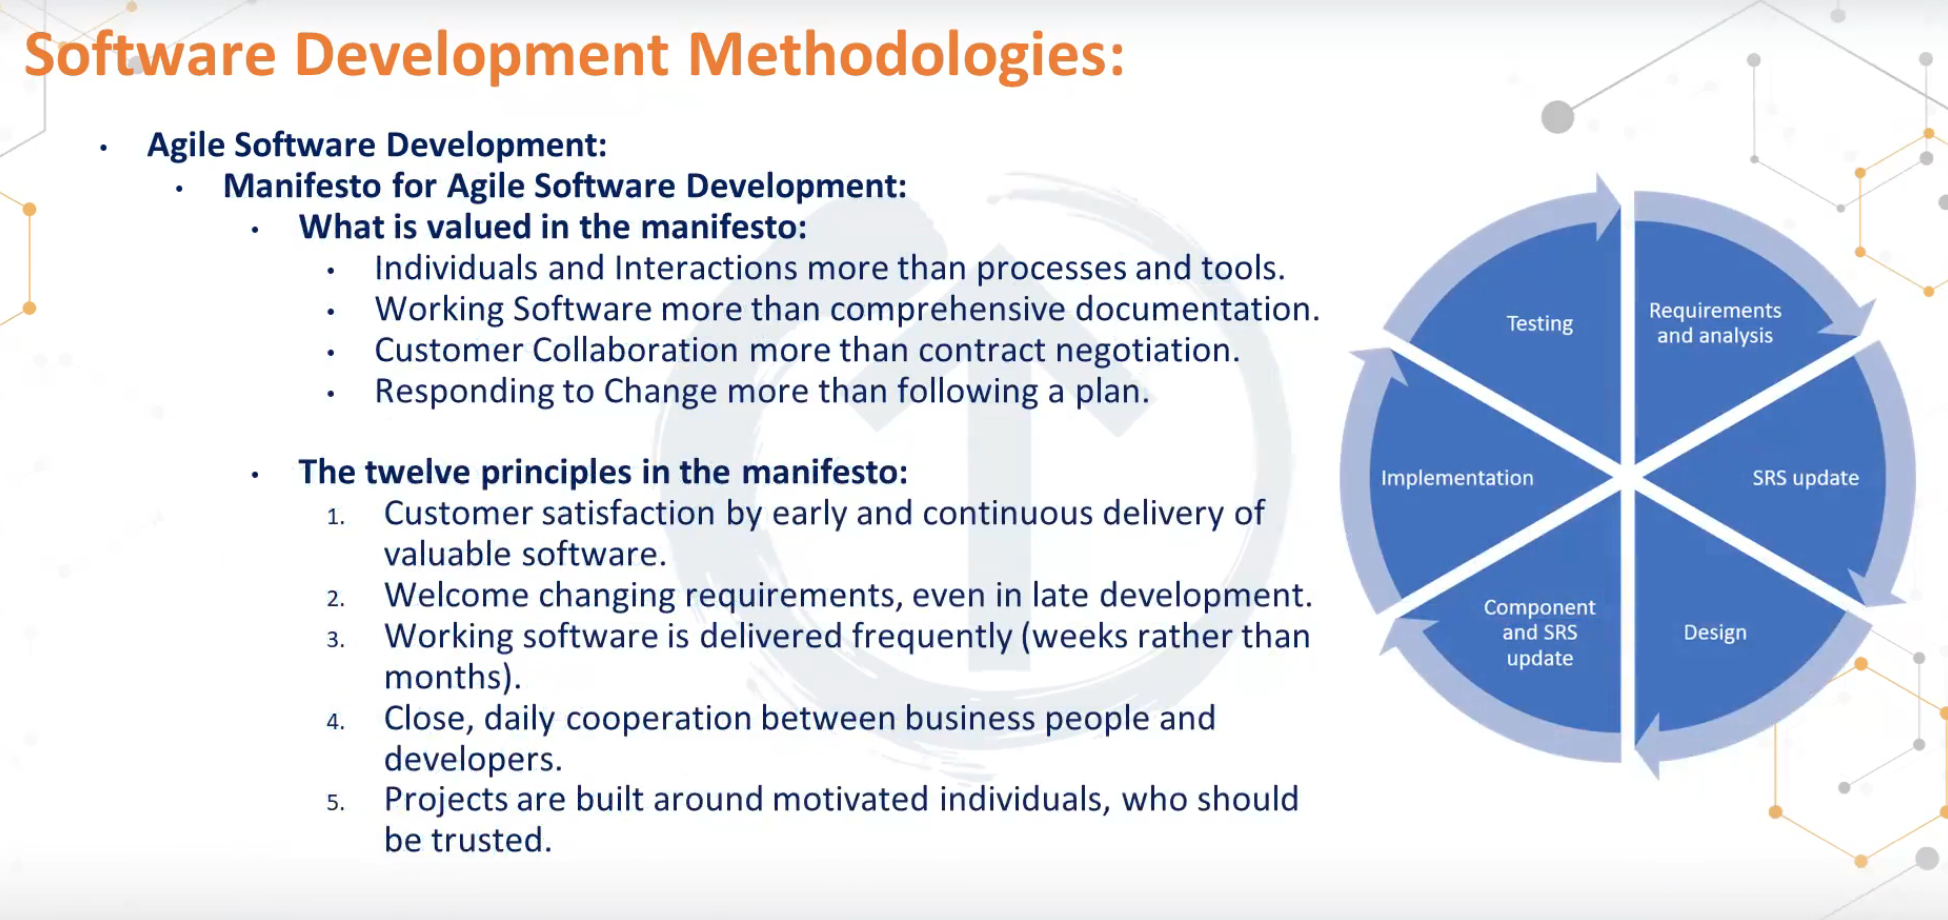 Software Development Methodologies:
• Agile Software Development:
• Manifesto for Agile Software Development:
• What is valued in the manifesto:
• Individuals and Interactions more than processes and tools.
• Working Software more than comprehensive documentation.
• Customer Collaboration more than contract negotiation.
• Responding to Change more than following a plan.
• The twelve principles in the manifesto:
1. Customer satisfaction by early and continuous delivery of
valuable software.
2. Welcome changing requirements, even in late development.
3. Working software is delivered frequently (weeks rather than
months).
4. Close, daily cooperation between business people and
developers.
5. Projects are built around motivated individuals, who should
be trusted.
Requirements
and analysis
SRS update
Design
Component
and SRS
update
Implementation
Testing